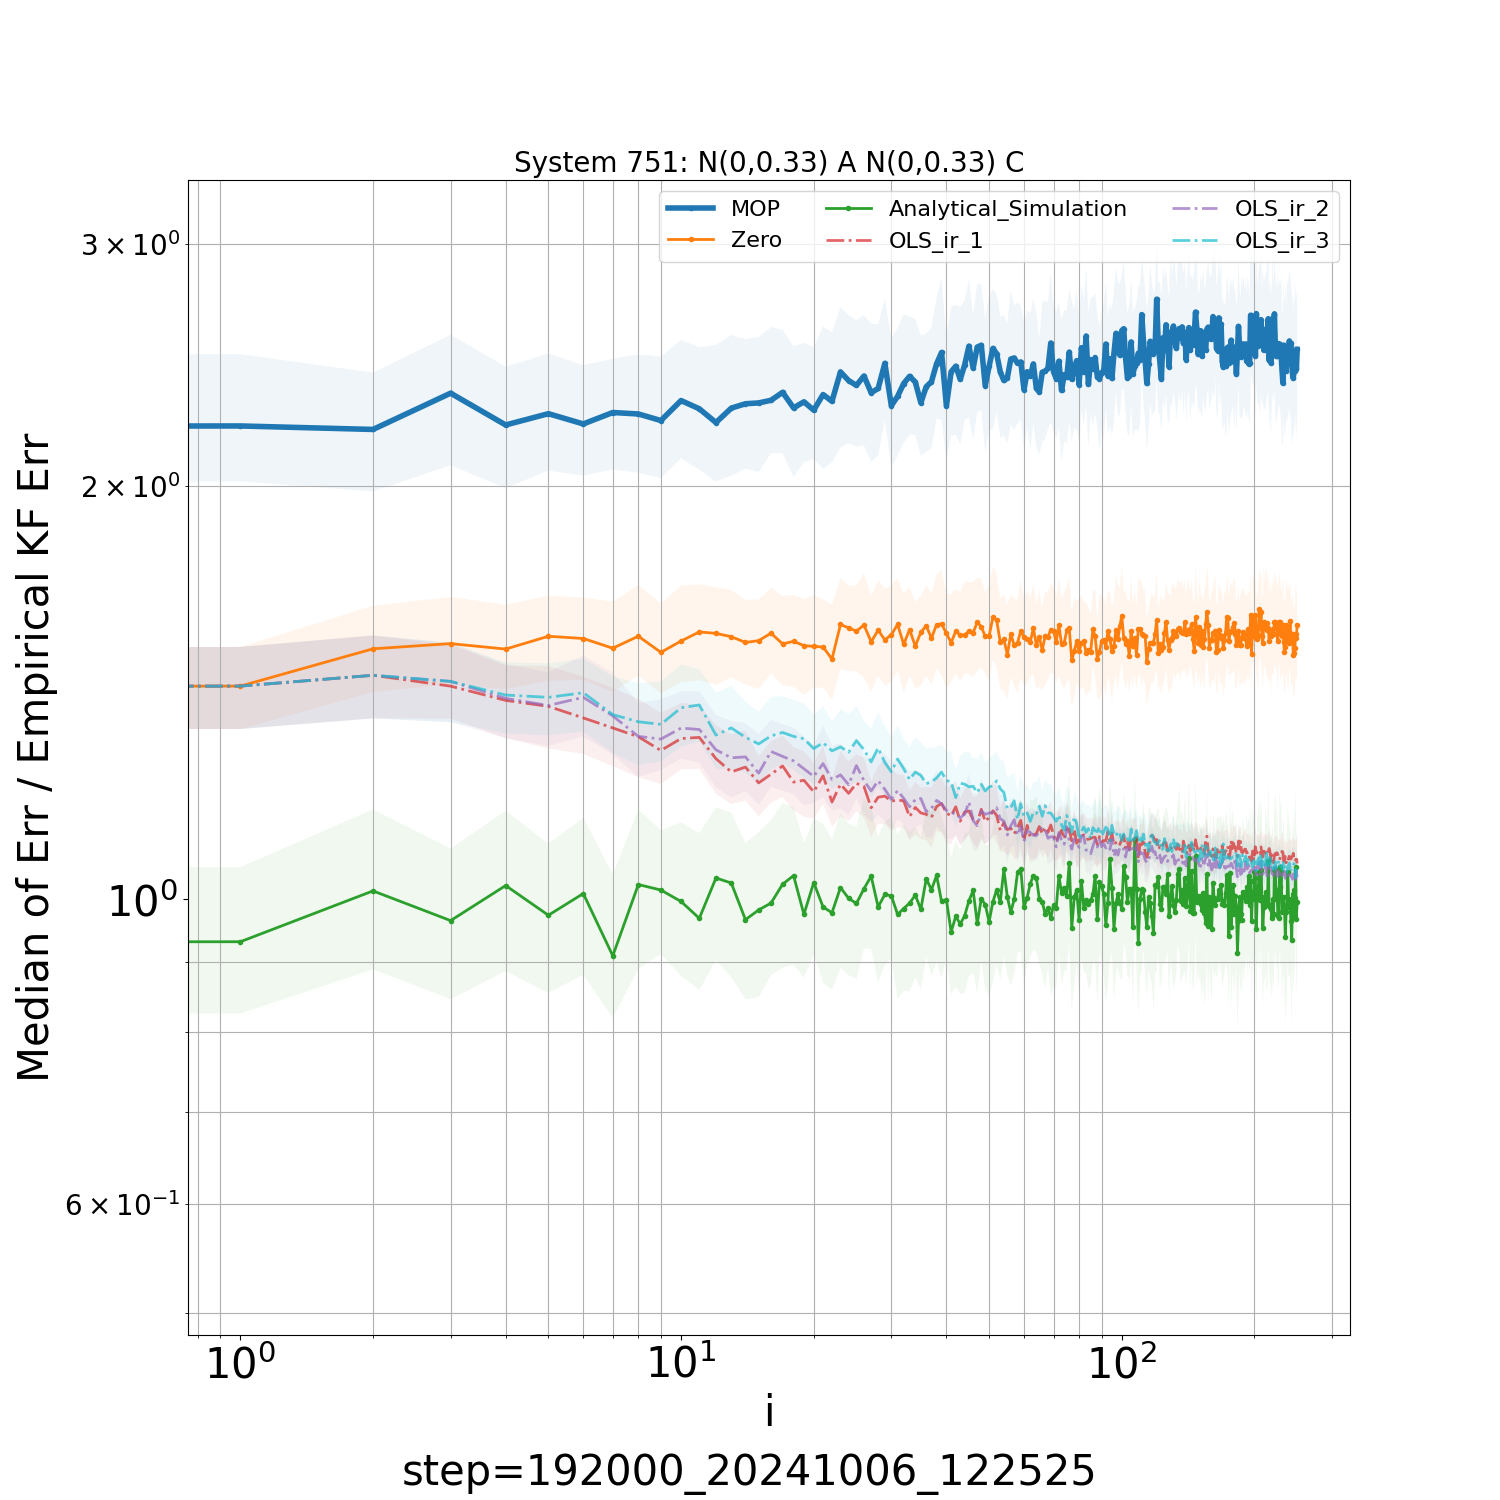 System 751: N(0,0.33) A N(0,0.33) C
MOP
Zero
Analytical_Simulation
OLS_ir_1
OLS_ir_2
OLS_ir_3
Median of Err / Empirical KF Err
3 × 10⁰
2 × 10⁰
10⁰
6 × 10⁻¹
10⁰ 10¹ 10²
i
step=192000_20241006_122525